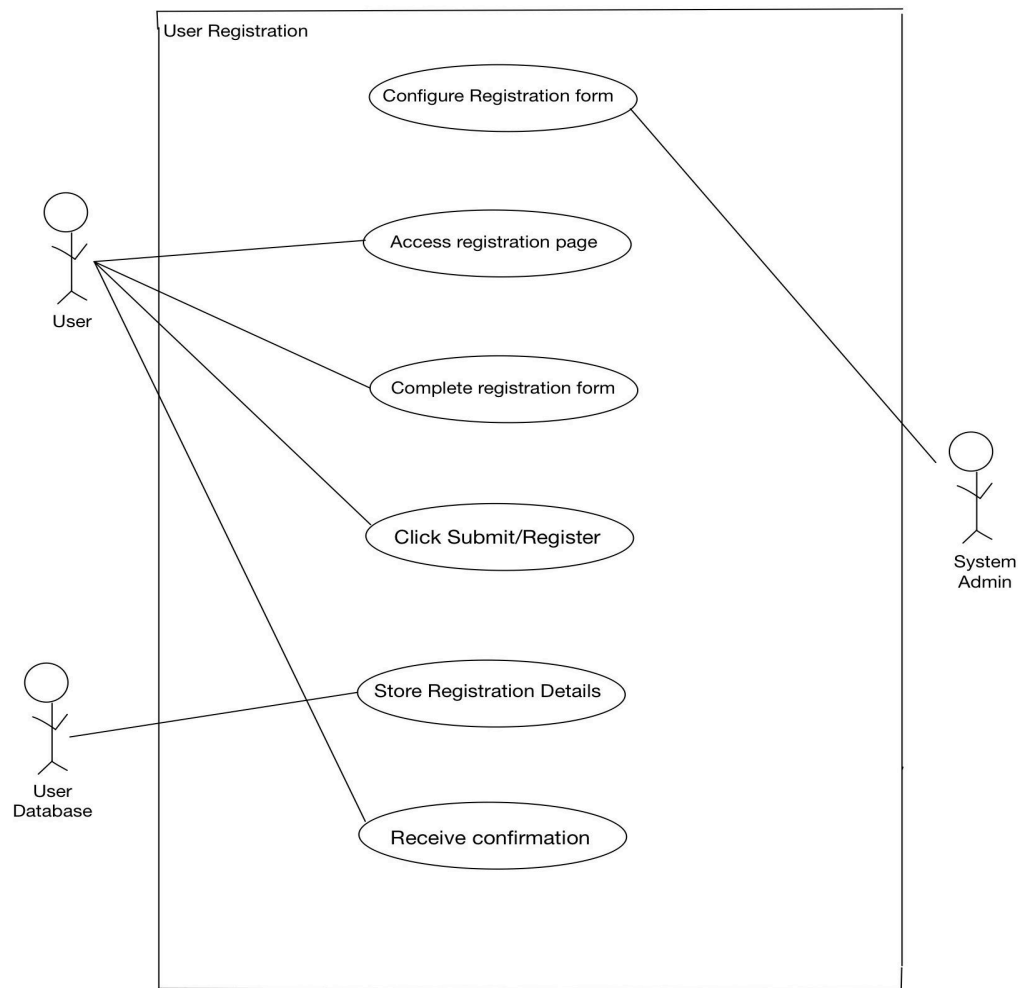 User Registration
Configure Registration form
Access registration page
User
Complete registration form
Click Submit/Register
System
Admin
Store Registration Details
User
Database
Receive confirmation